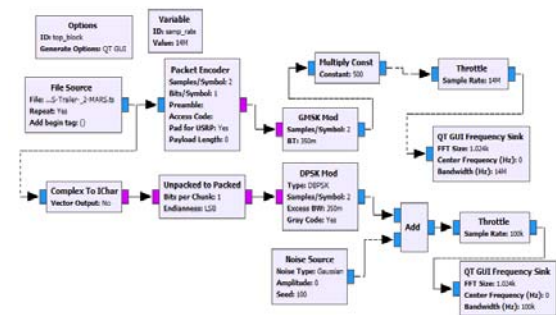 Options
ID: top_block
Generate Options: QT GUI
Variable
ID: samp_rate
Value: 14M
File Source
File: ...S-Trailer-_2-MARS.ts
Repeat: Yes
Add begin tag: ()
Packet Encoder
Samples/Symbol: 2
Bits/Symbol: 1
Preamble:
Access Code:
Pad for USRP: Yes
Payload Length: 0
GMSK Mod
Samples/Symbol: 2
BT: 350m
Multiply Const
Constant: 500
Throttle
Sample Rate: 14M
QT GUI Frequency Sink
FFT Size: 1.024k
Center Frequency (Hz): 0
Bandwidth (Hz): 14M
Complex To IChar
Vector Output: No
Unpacked to Packed
Bits per Chunk: 1
Endianness: LSB
DPSK Mod
Type: DBPSK
Samples/Symbol: 2
Excess BW: 350m
Gray Code: Yes
Noise Source
Noise Type: Gaussian
Amplitude: 0
Seed: 100
Add
Throttle
Sample Rate: 100k
QT GUI Frequency Sink
FFT Size: 1.024k
Center Frequency (Hz): 0
Bandwidth (Hz): 100k